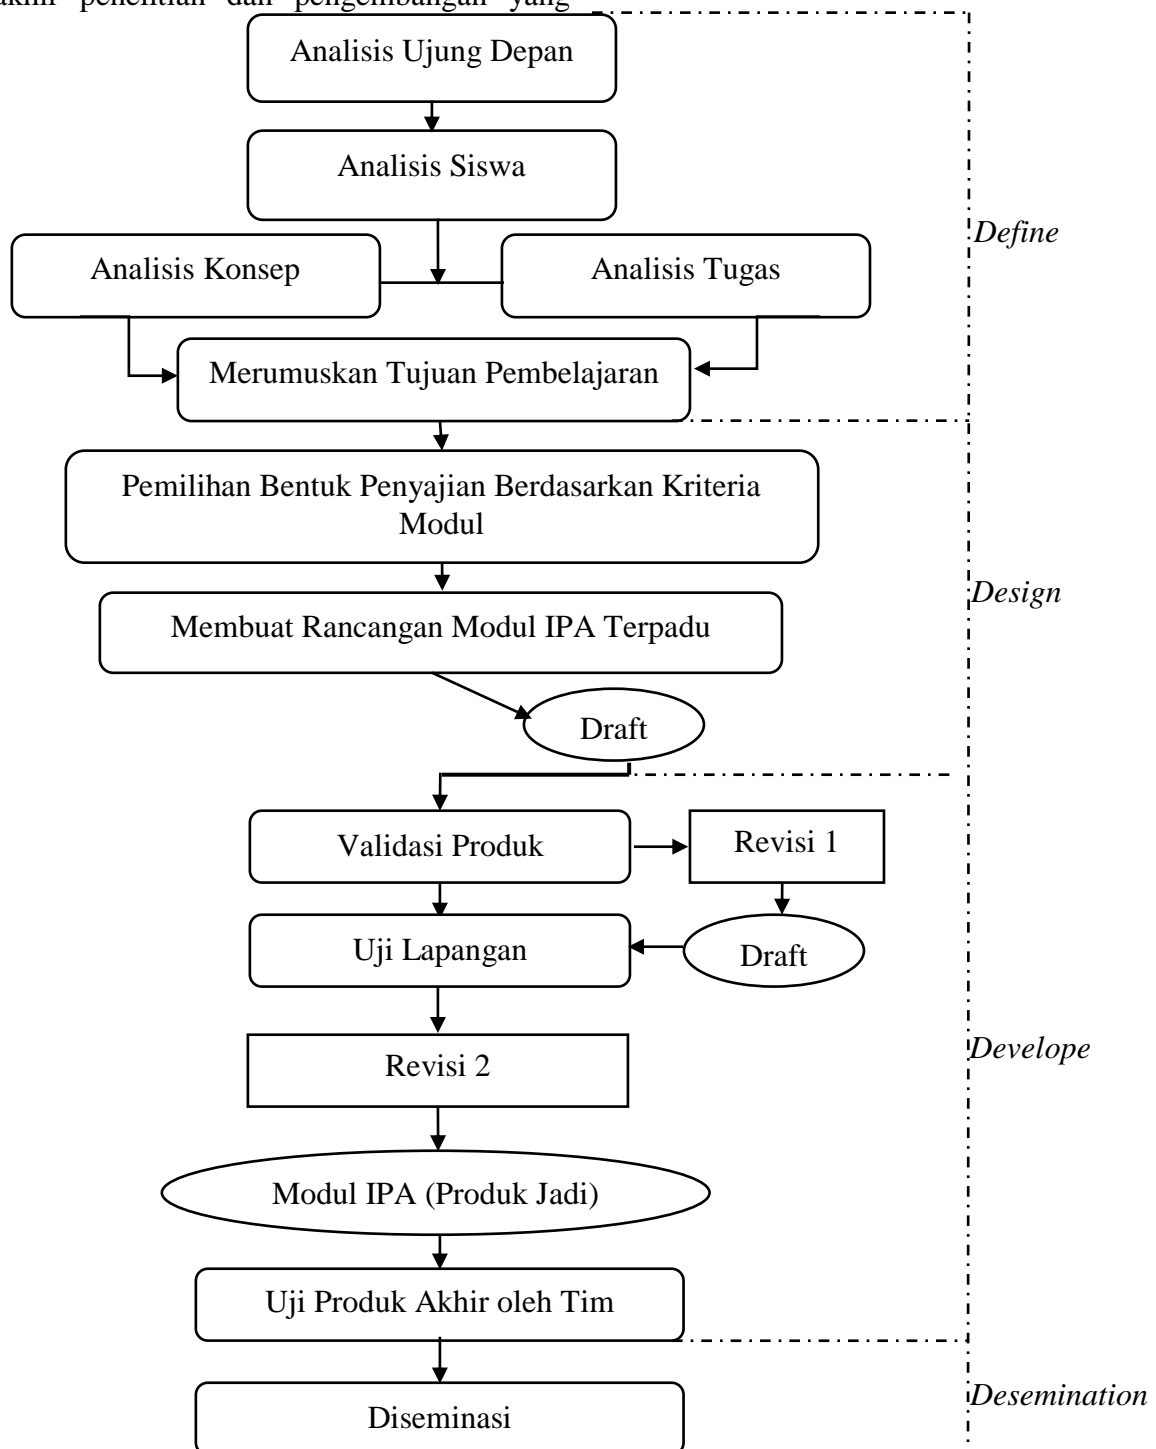 penelitian dan pengembangan yang
Analisis Ujung Depan
Analisis Siswa
Define
Analisis Konsep
Analisis Tugas
Merumuskan Tujuan Pembelajaran
Pemilihan Bentuk Penyajian Berdasarkan Kriteria
Modul
Design
Membuat Rancangan Modul IPA Terpadu
Draft
Validasi Produk
Revisi 1
Uji Lapangan
Draft
Develope
Revisi 2
Modul IPA (Produk Jadi)
Uji Produk Akhir oleh Tim
Desemination
Diseminasi